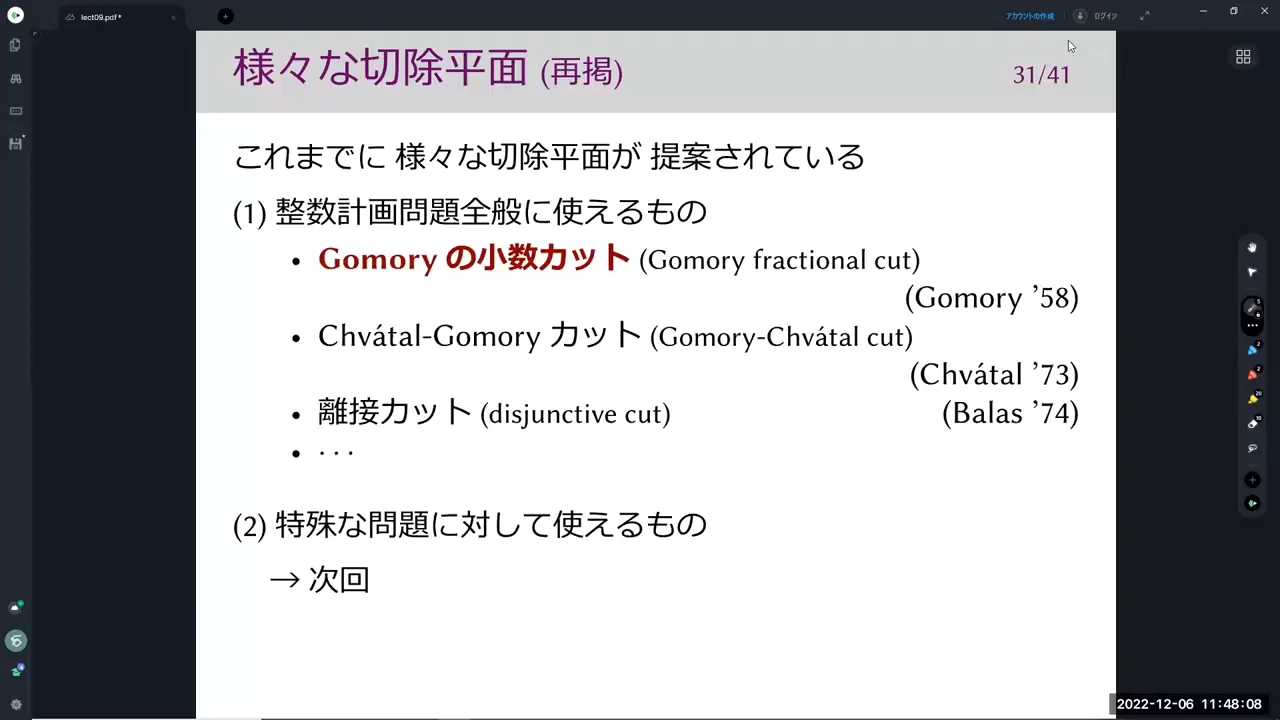 lect09.pdf*
アカウントの作成
ログイン
様々な切除平面 (再掲)
31/41
これまでに 様々な切除平面が 提案されている
(1) 整数計画問題全般に使えるもの
• Gomory の小数カット (Gomory fractional cut)
(Gomory ’58)
• Chvátal-Gomory カット (Gomory-Chvátal cut)
(Chvátal ’73)
• 離接カット (disjunctive cut) (Balas ’74)
• · · ·
(2) 特殊な問題に対して使えるもの
→ 次回
2022-12-06 11:48:08